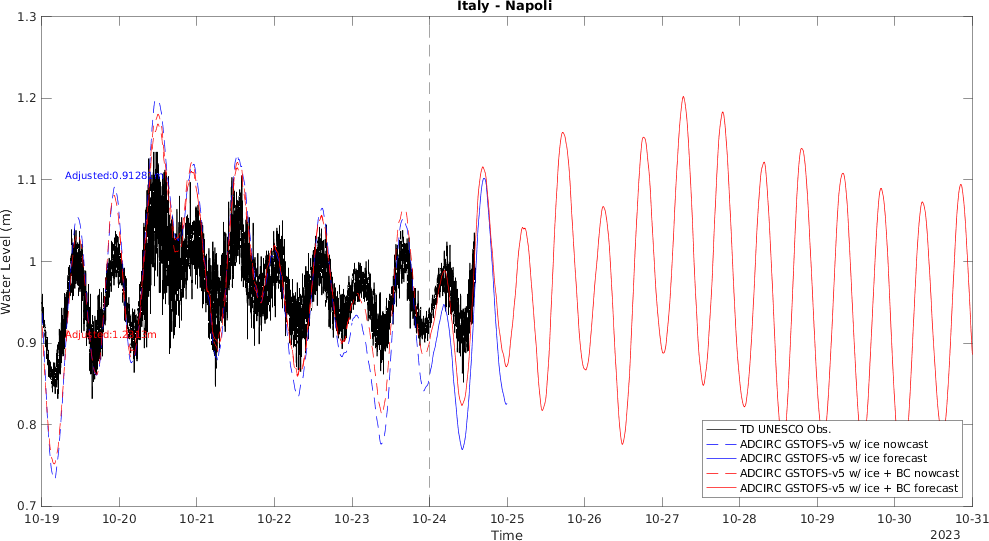 Italy - Napoli
1.3
1.2
1.1
1
0.9
0.8
0.7
Water Level (m)
Adjusted:0.9128
10-19
10-20
10-21
10-22
10-23
10-24
10-25
10-26
10-27
10-28
10-29
10-30
10-31
Time
2023
TD UNESCO Obs.
ADCIRC GSTOFS-v5 w/ ice nowcast
ADCIRC GSTOFS-v5 w/ ice forecast
ADCIRC GSTOFS-v5 w/ ice + BC nowcast
ADCIRC GSTOFS-v5 w/ ice + BC forecast